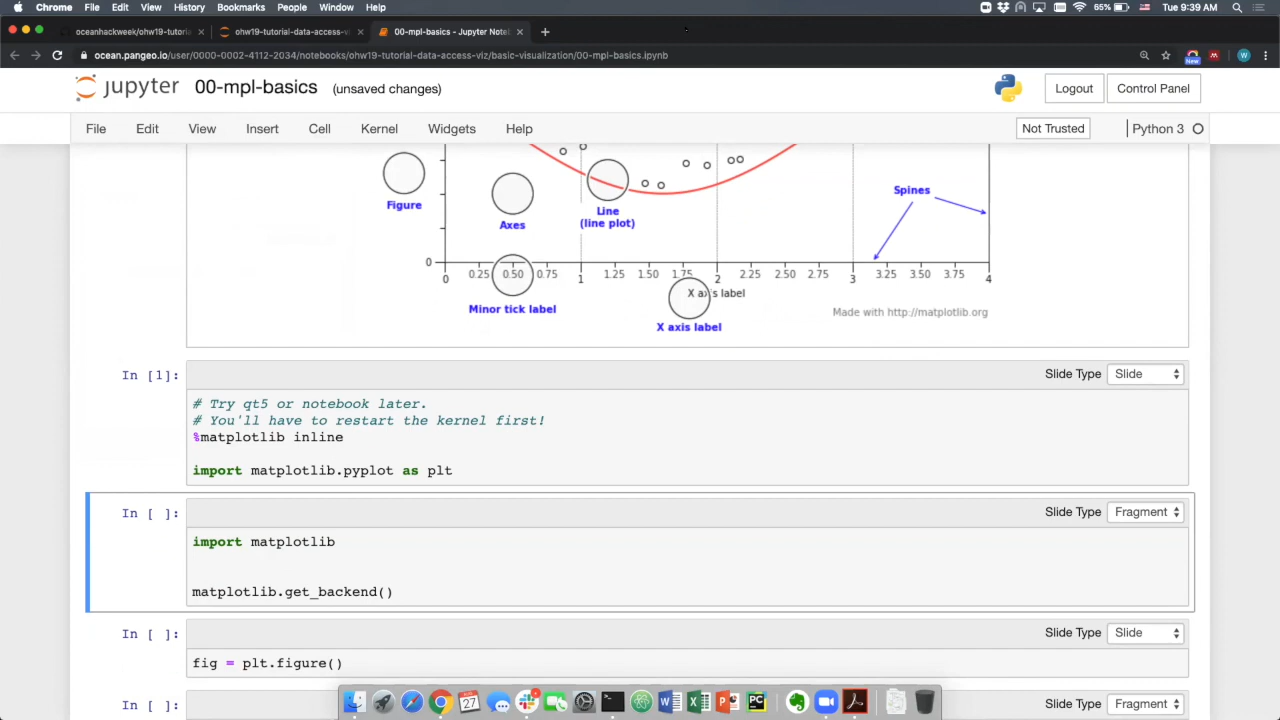 Chrome File Edit View History Bookmarks People Window Help 65% Tue 9:39 AM
oceanhackweek/ohw19-tutoria × ohw19-tutorial-data-access-vi × 00-mpl-basics - Jupyter Note × +
ocean.pangeo.io/user/0000-0002-4112-2034/notebooks/ohw19-tutorial-data-access-viz/basic-visualization/00-mpl-basics.ipynb
New
W
jupyter 00-mpl-basics (unsaved changes) Logout Control Panel
File Edit View Insert Cell Kernel Widgets Help Not Trusted Python 3
Spines
Figure
Line
(line plot)
Axes
0
0 0.25 0.50 0.75 1 1.25 1.50 1.75 2 2.25 2.50 2.75 3 3.25 3.50 3.75 4
X axis label
Minor tick label
Made with http://matplotlib.org
X axis label
In [1]: Slide Type Slide
# Try qt5 or notebook later.
# You'll have to restart the kernel first!
%matplotlib inline
import matplotlib.pyplot as plt
In [ ]: Slide Type Fragment
import matplotlib
matplotlib.get_backend()
In [ ]: Slide Type Slide
fig = plt.figure()
In [ ]: Slide Type Fragment